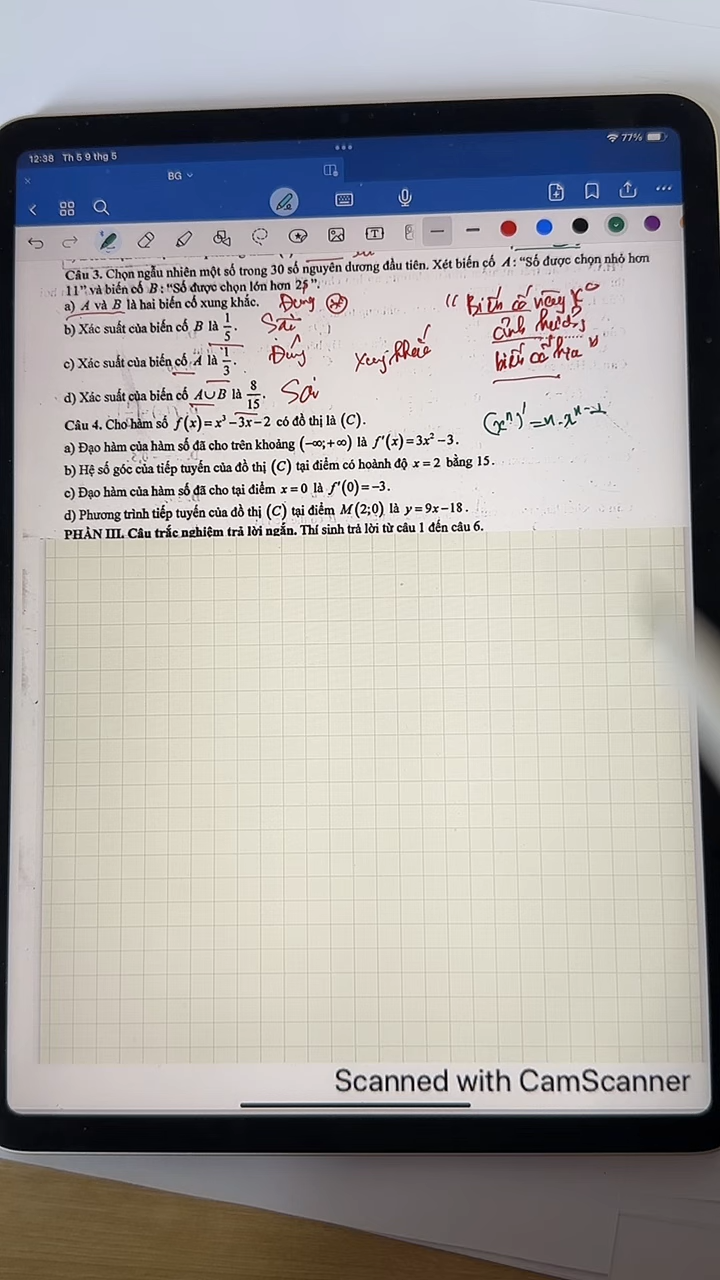 12:38 Th 5 9 thg 5
77%
BG
Câu 3. Chọn ngẫu nhiên một số trong 30 số nguyên dương đầu tiên. Xét biến cố A: “Số được chọn nhỏ hơn
11” và biến cố B: “Số được chọn lớn hơn 25”.
a) A và B là hai biến cố xung khắc. Đúng
b) Xác suất của biến cố B là 1/5. Sai
c) Xác suất của biến cố A là 1/3. Đúng
d) Xác suất của biến cố A∪B là 8/15. Sai
xung khắc
“ Biến cố này K
ảnh hưởng
biến cố kia ”
Câu 4. Cho hàm số f(x)=x³−3x−2 có đồ thị là (C).
(xⁿ)' = n.xⁿ⁻¹
a) Đạo hàm của hàm số đã cho trên khoảng (−∞;+∞) là f'(x)=3x²−3.
b) Hệ số góc của tiếp tuyến của đồ thị (C) tại điểm có hoành độ x=2 bằng 15.
c) Đạo hàm của hàm số đã cho tại điểm x=0 là f'(0)=−3.
d) Phương trình tiếp tuyến của đồ thị (C) tại điểm M(2;0) là y=9x−18.
PHẦN III. Câu trắc nghiệm trả lời ngắn. Thí sinh trả lời từ câu 1 đến câu 6.
Scanned with CamScanner